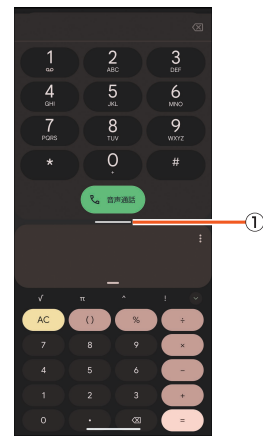 1 2 3
ABC DEF
4 5 6
GHI JKL MNO
7 8 9
PQRS TUV WXYZ
* 0 #
+
音声通話
①
√ π ^ !
AC ( ) % ÷
7 8 9 ×
4 5 6 −
1 2 3 +
0 · =